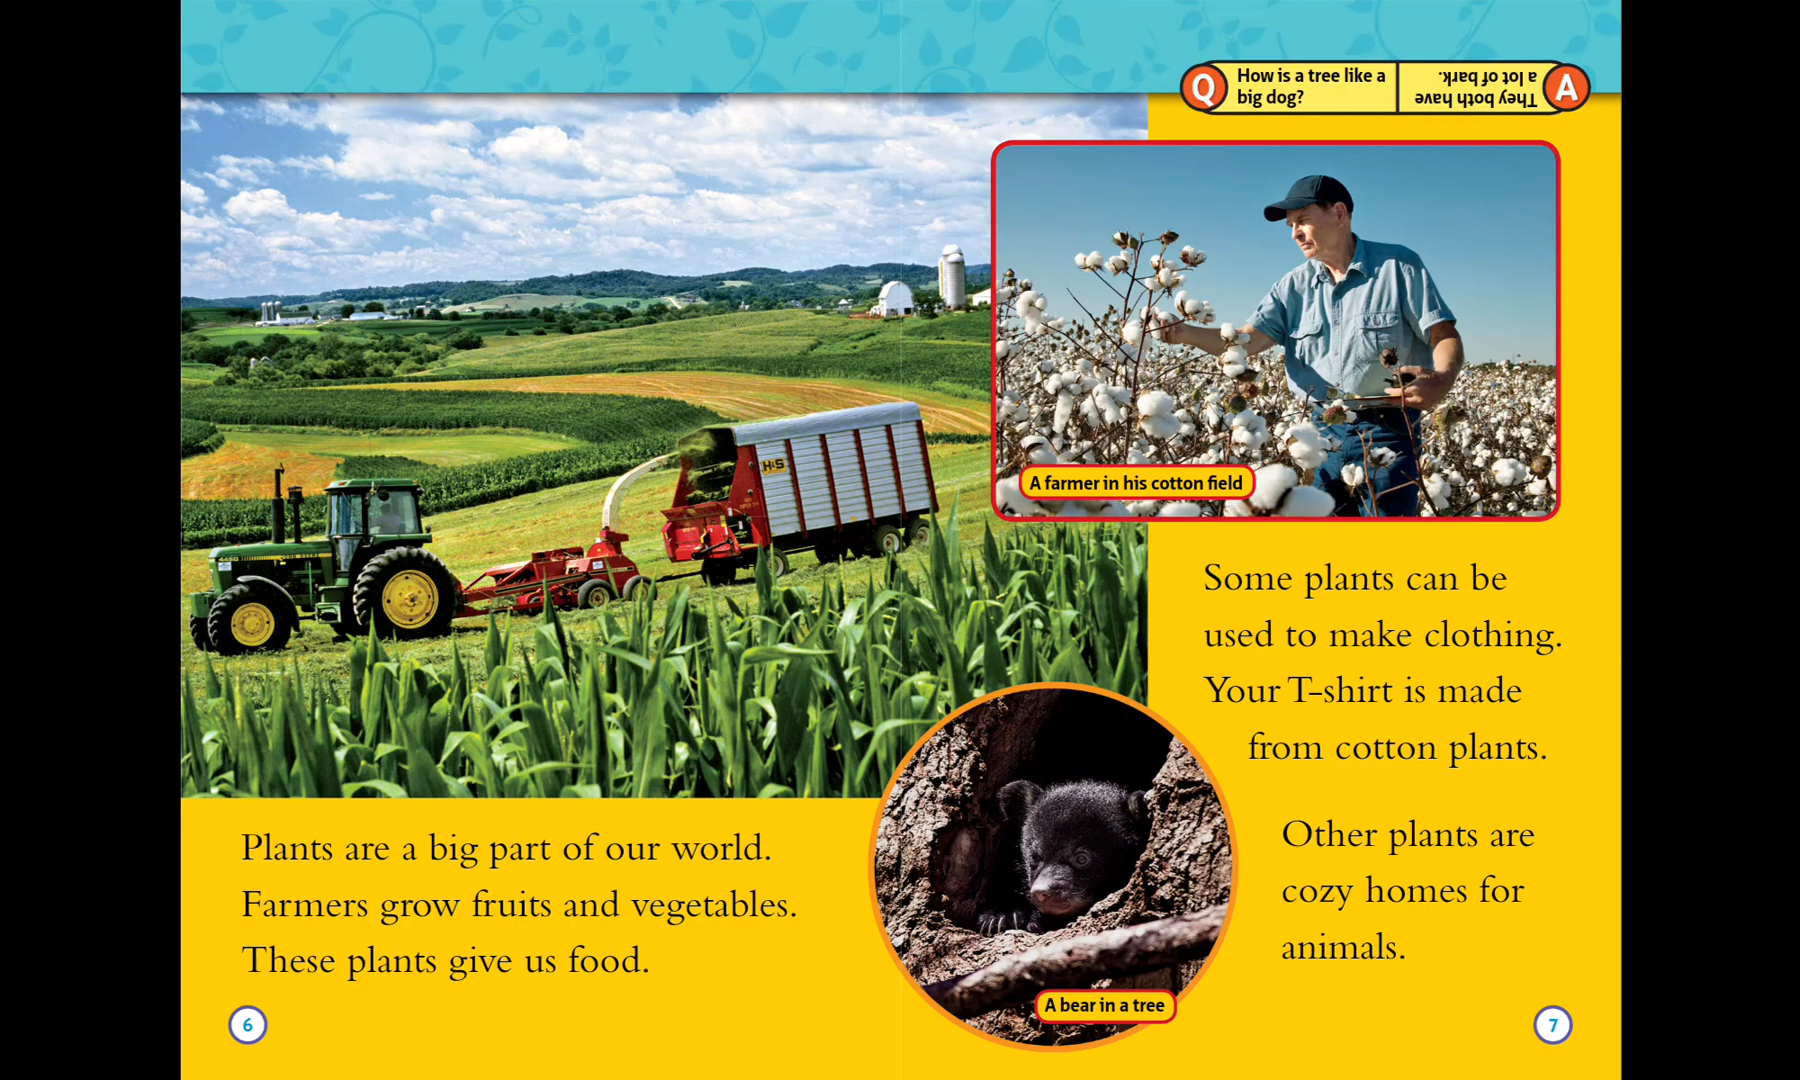 Q
How is a tree like a
big dog?
They both have
a lot of bark.
A
H&S
A farmer in his cotton field
Some plants can be
used to make clothing.
Your T-shirt is made
from cotton plants.
Plants are a big part of our world.
Farmers grow fruits and vegetables.
These plants give us food.
Other plants are
cozy homes for
animals.
A bear in a tree
6
7